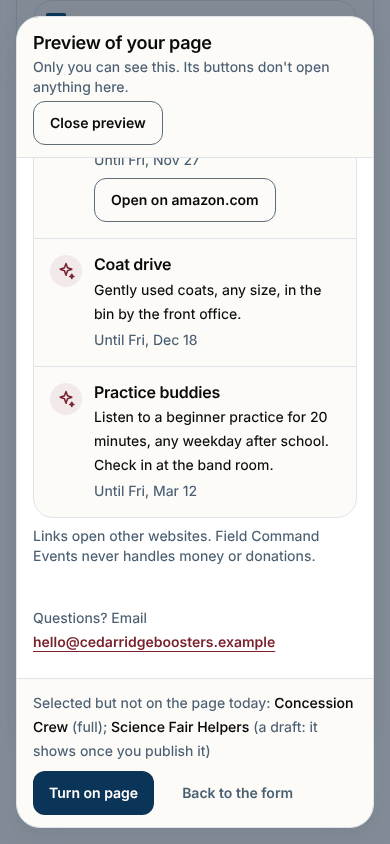 Preview of your page
Only you can see this. Its buttons don't open
anything here.
Close preview
Until Fri, Nov 27
Open on amazon.com
Coat drive
Gently used coats, any size, in the
bin by the front office.
Until Fri, Dec 18
Practice buddies
Listen to a beginner practice for 20
minutes, any weekday after school.
Check in at the band room.
Until Fri, Mar 12
Links open other websites. Field Command
Events never handles money or donations.
Questions? Email
hello@cedarridgeboosters.example
Selected but not on the page today: Concession
Crew (full); Science Fair Helpers (a draft: it
shows once you publish it)
Turn on page
Back to the form